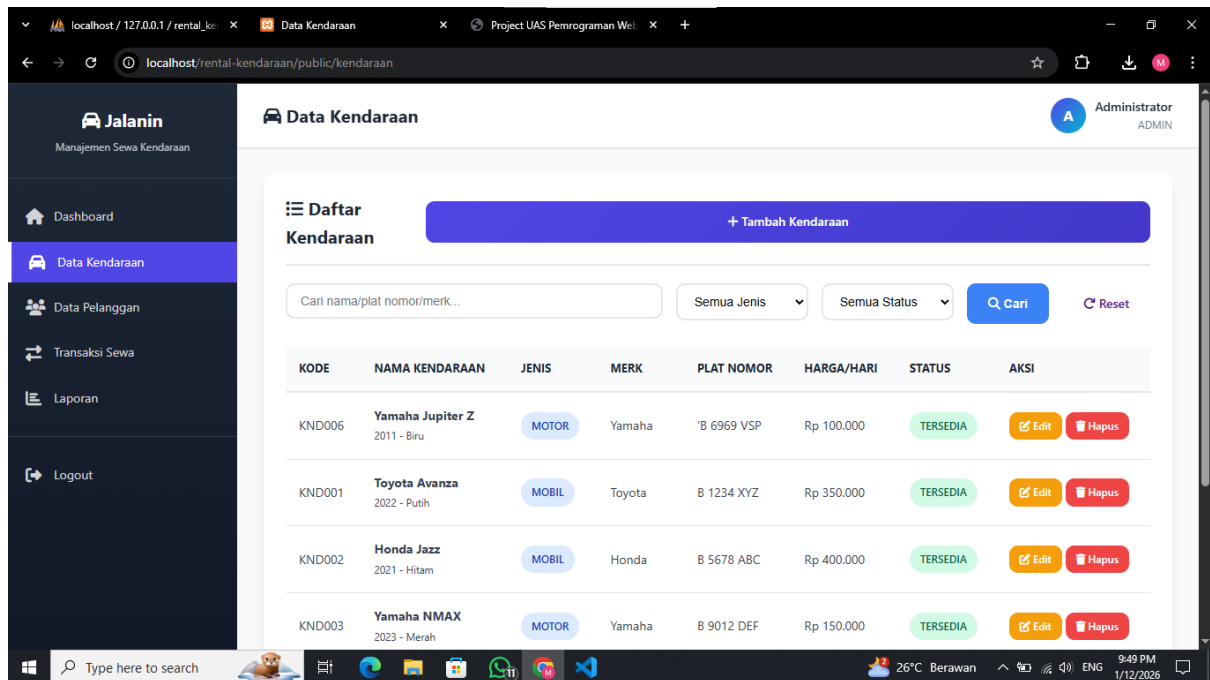 localhost / 127.0.0.1 / rental_ke
Data Kendaraan
Project UAS Pemrograman Web
localhost/rental-kendaraan/public/kendaraan
M
Jalanin
Manajemen Sewa Kendaraan
Dashboard
Data Kendaraan
Data Pelanggan
Transaksi Sewa
Laporan
Logout
Data Kendaraan
A
Administrator
ADMIN
Daftar
Kendaraan
+ Tambah Kendaraan
Cari nama/plat nomor/merk...
Semua Jenis
Semua Status
Cari
Reset
KODE NAMA KENDARAAN JENIS MERK PLAT NOMOR HARGA/HARI STATUS AKSI
KND006 Yamaha Jupiter Z MOTOR Yamaha 'B 6969 VSP Rp 100.000 TERSEDIA Edit Hapus
2011 - Biru
KND001 Toyota Avanza MOBIL Toyota B 1234 XYZ Rp 350.000 TERSEDIA Edit Hapus
2022 - Putih
KND002 Honda Jazz MOBIL Honda B 5678 ABC Rp 400.000 TERSEDIA Edit Hapus
2021 - Hitam
KND003 Yamaha NMAX MOTOR Yamaha B 9012 DEF Rp 150.000 TERSEDIA Edit Hapus
2023 - Merah
Type here to search
11
M
2
26°C Berawan
ENG
9:49 PM
1/12/2026